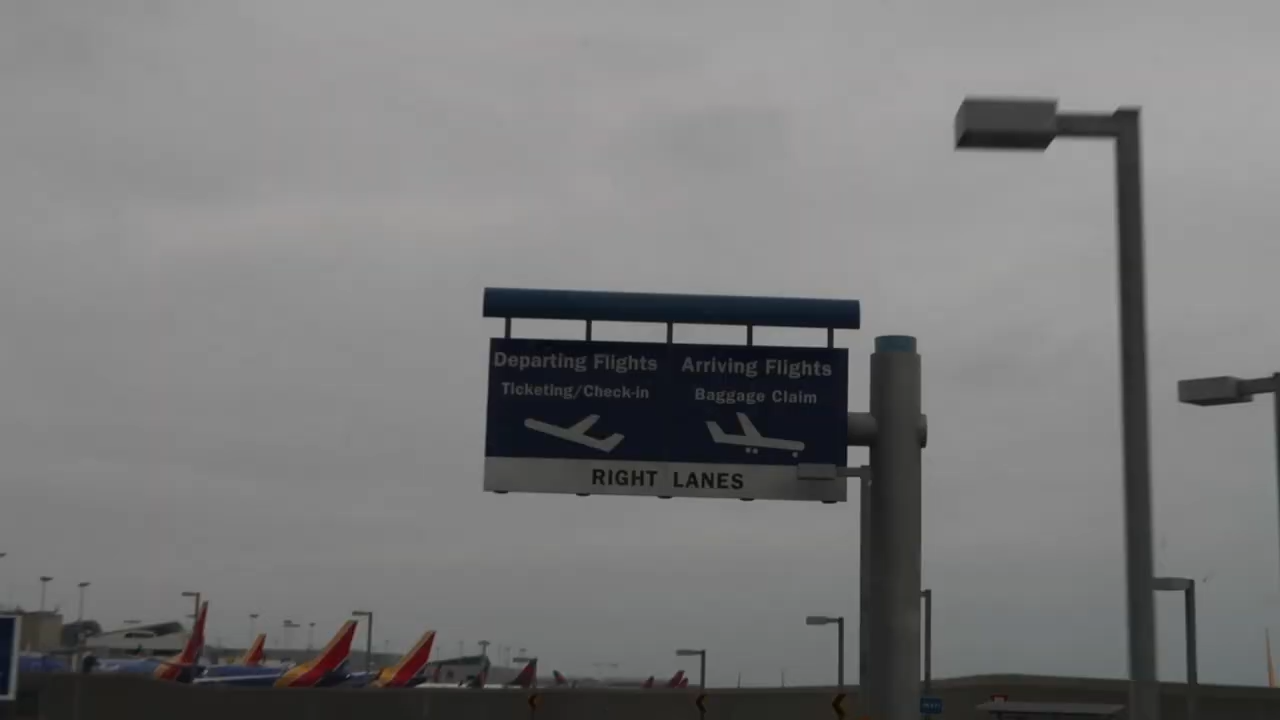 Departing Flights
Ticketing/Check-in
Arriving Flights
Baggage Claim
RIGHT LANES